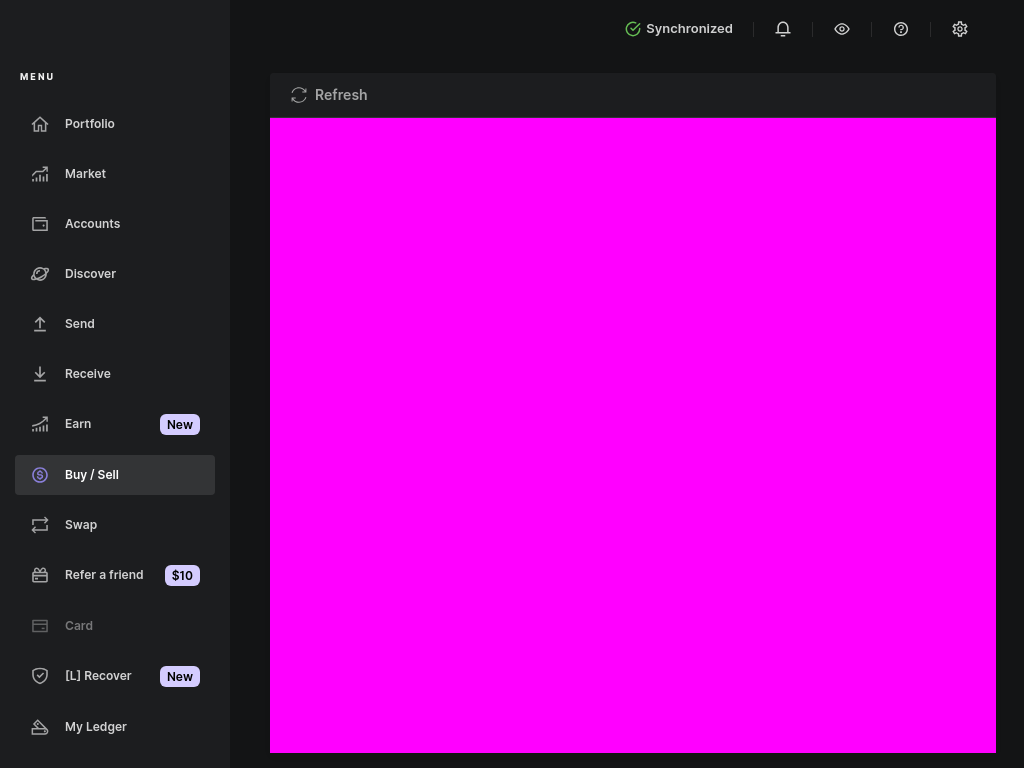 Synchronized
MENU
Refresh
Portfolio
Market
Accounts
Discover
Send
Receive
Earn New
Buy / Sell
Swap
Refer a friend $10
Card
[L] Recover New
My Ledger